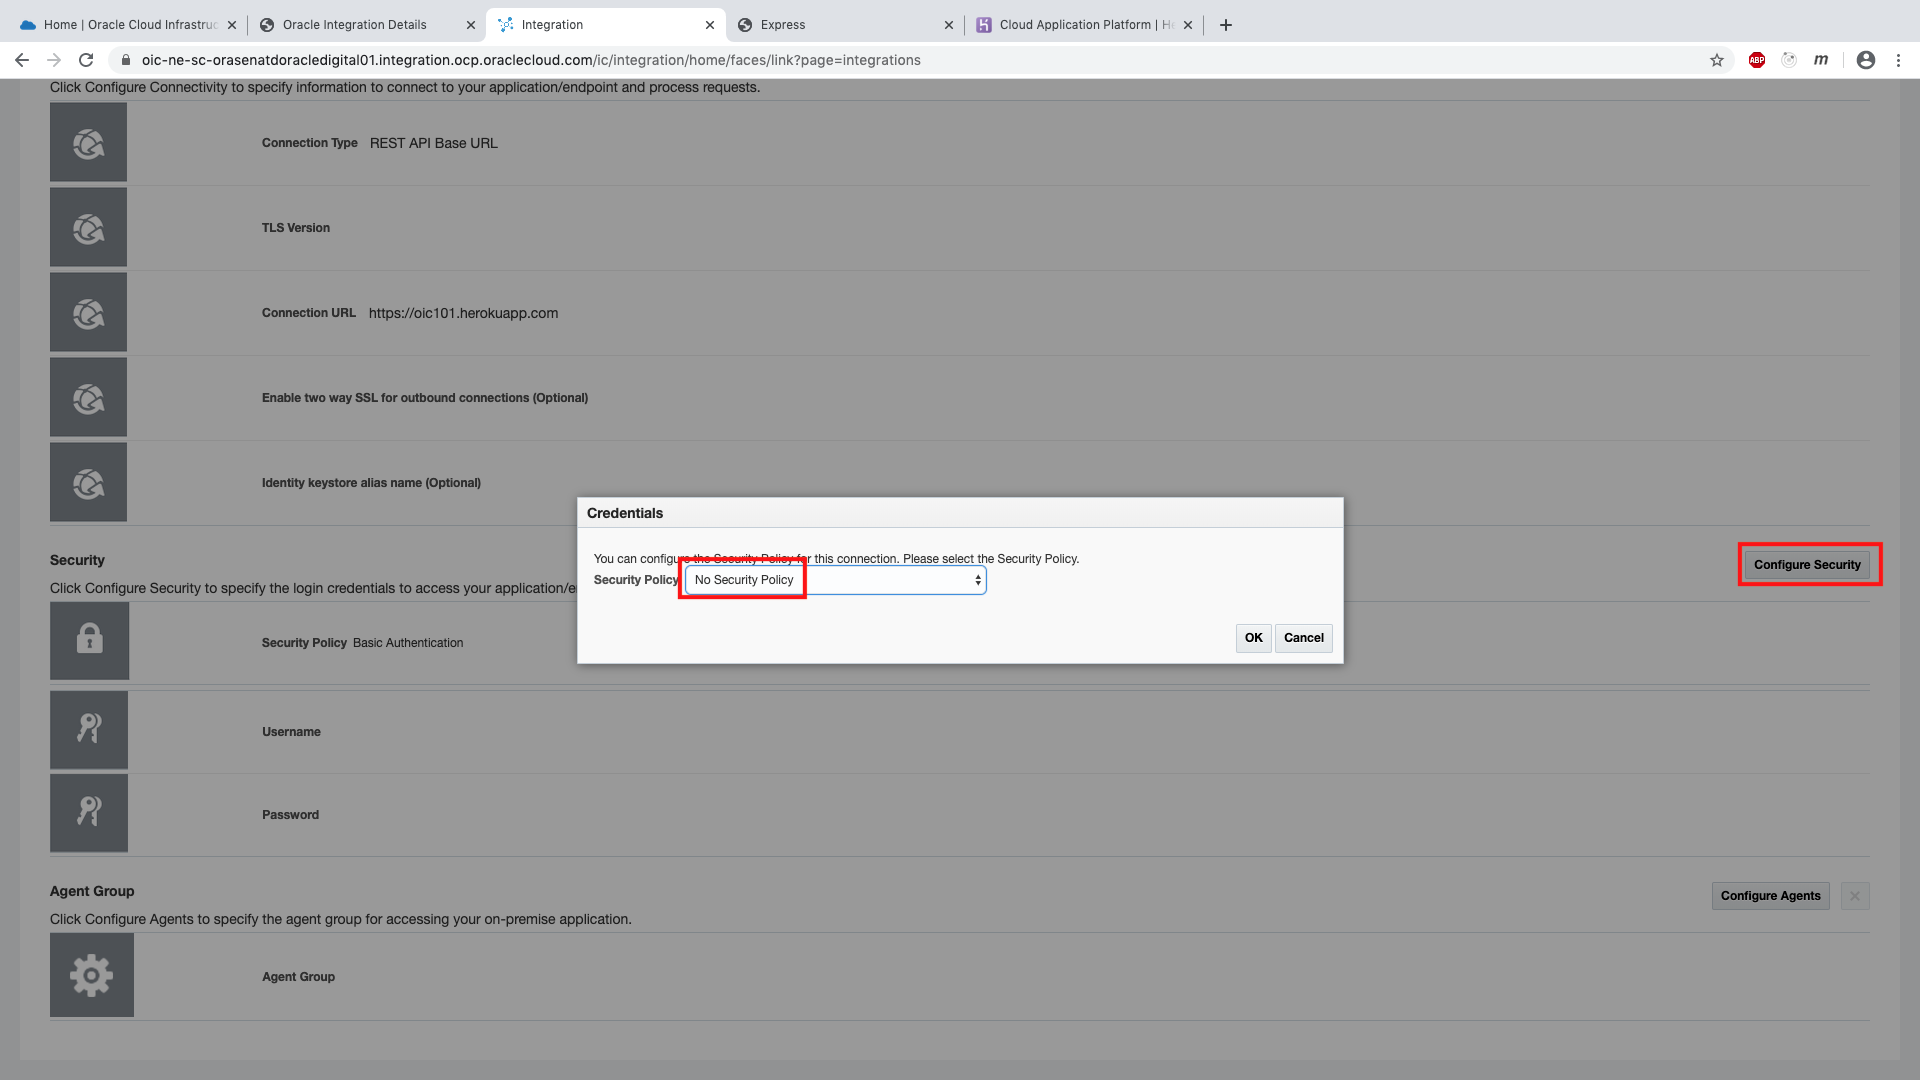 Home | Oracle Cloud Infrastruc
Oracle Integration Details
Integration
Express
Cloud Application Platform | He
oic-ne-sc-orasenatdoracledigital01.integration.ocp.oraclecloud.com/ic/integration/home/faces/link?page=integrations
ABP
m
Click Configure Connectivity to specify information to connect to your application/endpoint and process requests.
Connection Type REST API Base URL
TLS Version
Connection URL https://oic101.herokuapp.com
Enable two way SSL for outbound connections (Optional)
Identity keystore alias name (Optional)
Credentials
You can configure the Security Policy for this connection. Please select the Security Policy.
Security Policy No Security Policy
OK Cancel
Security
Configure Security
Click Configure Security to specify the login credentials to access your application/e
Security Policy Basic Authentication
Username
Password
Agent Group
Configure Agents
Click Configure Agents to specify the agent group for accessing your on-premise application.
Agent Group